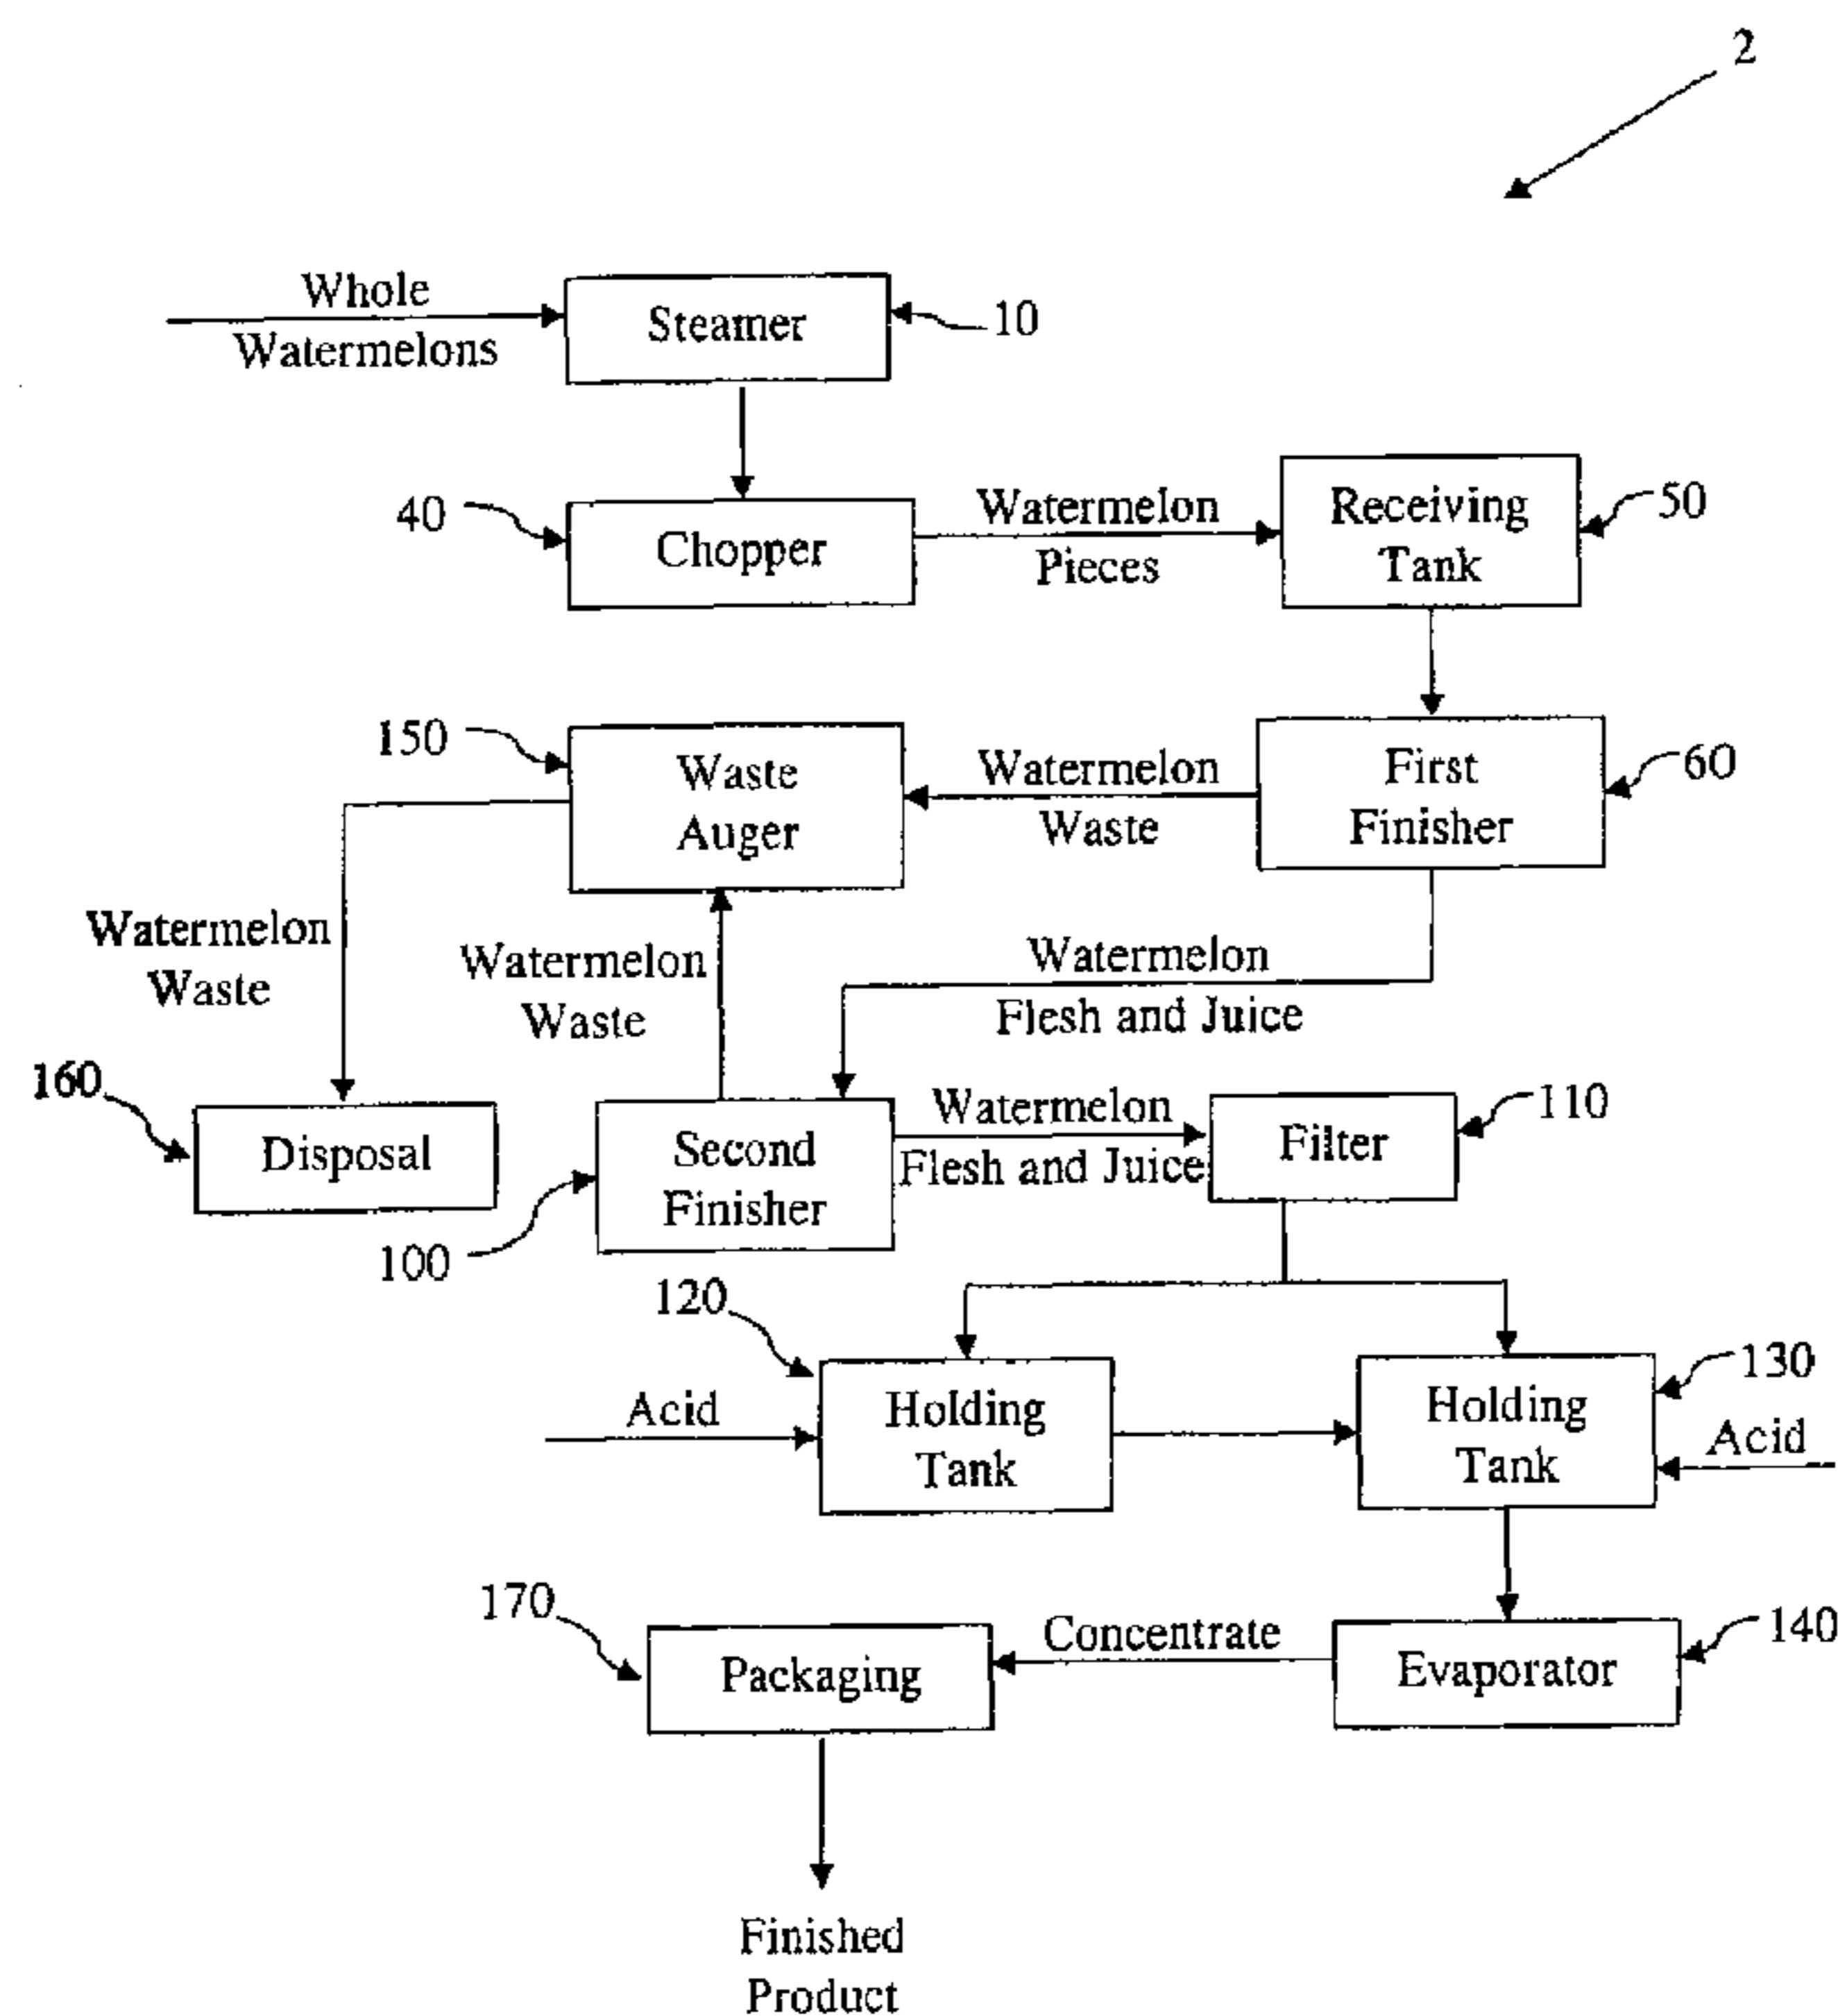 2
Whole
Watermelons
Steamer
10
40
Chopper
Watermelon
Pieces
Receiving
Tank
50
150
Waste
Auger
Watermelon
Waste
First
Finisher
60
Watermelon
Waste
Watermelon
Waste
Watermelon
Flesh and Juice
160
Disposal
100
Second
Finisher
Watermelon
Flesh and Juice
Filter
110
120
Acid
Holding
Tank
Holding
Tank
130
Acid
170
Packaging
Concentrate
Evaporator
140
Finished
Product